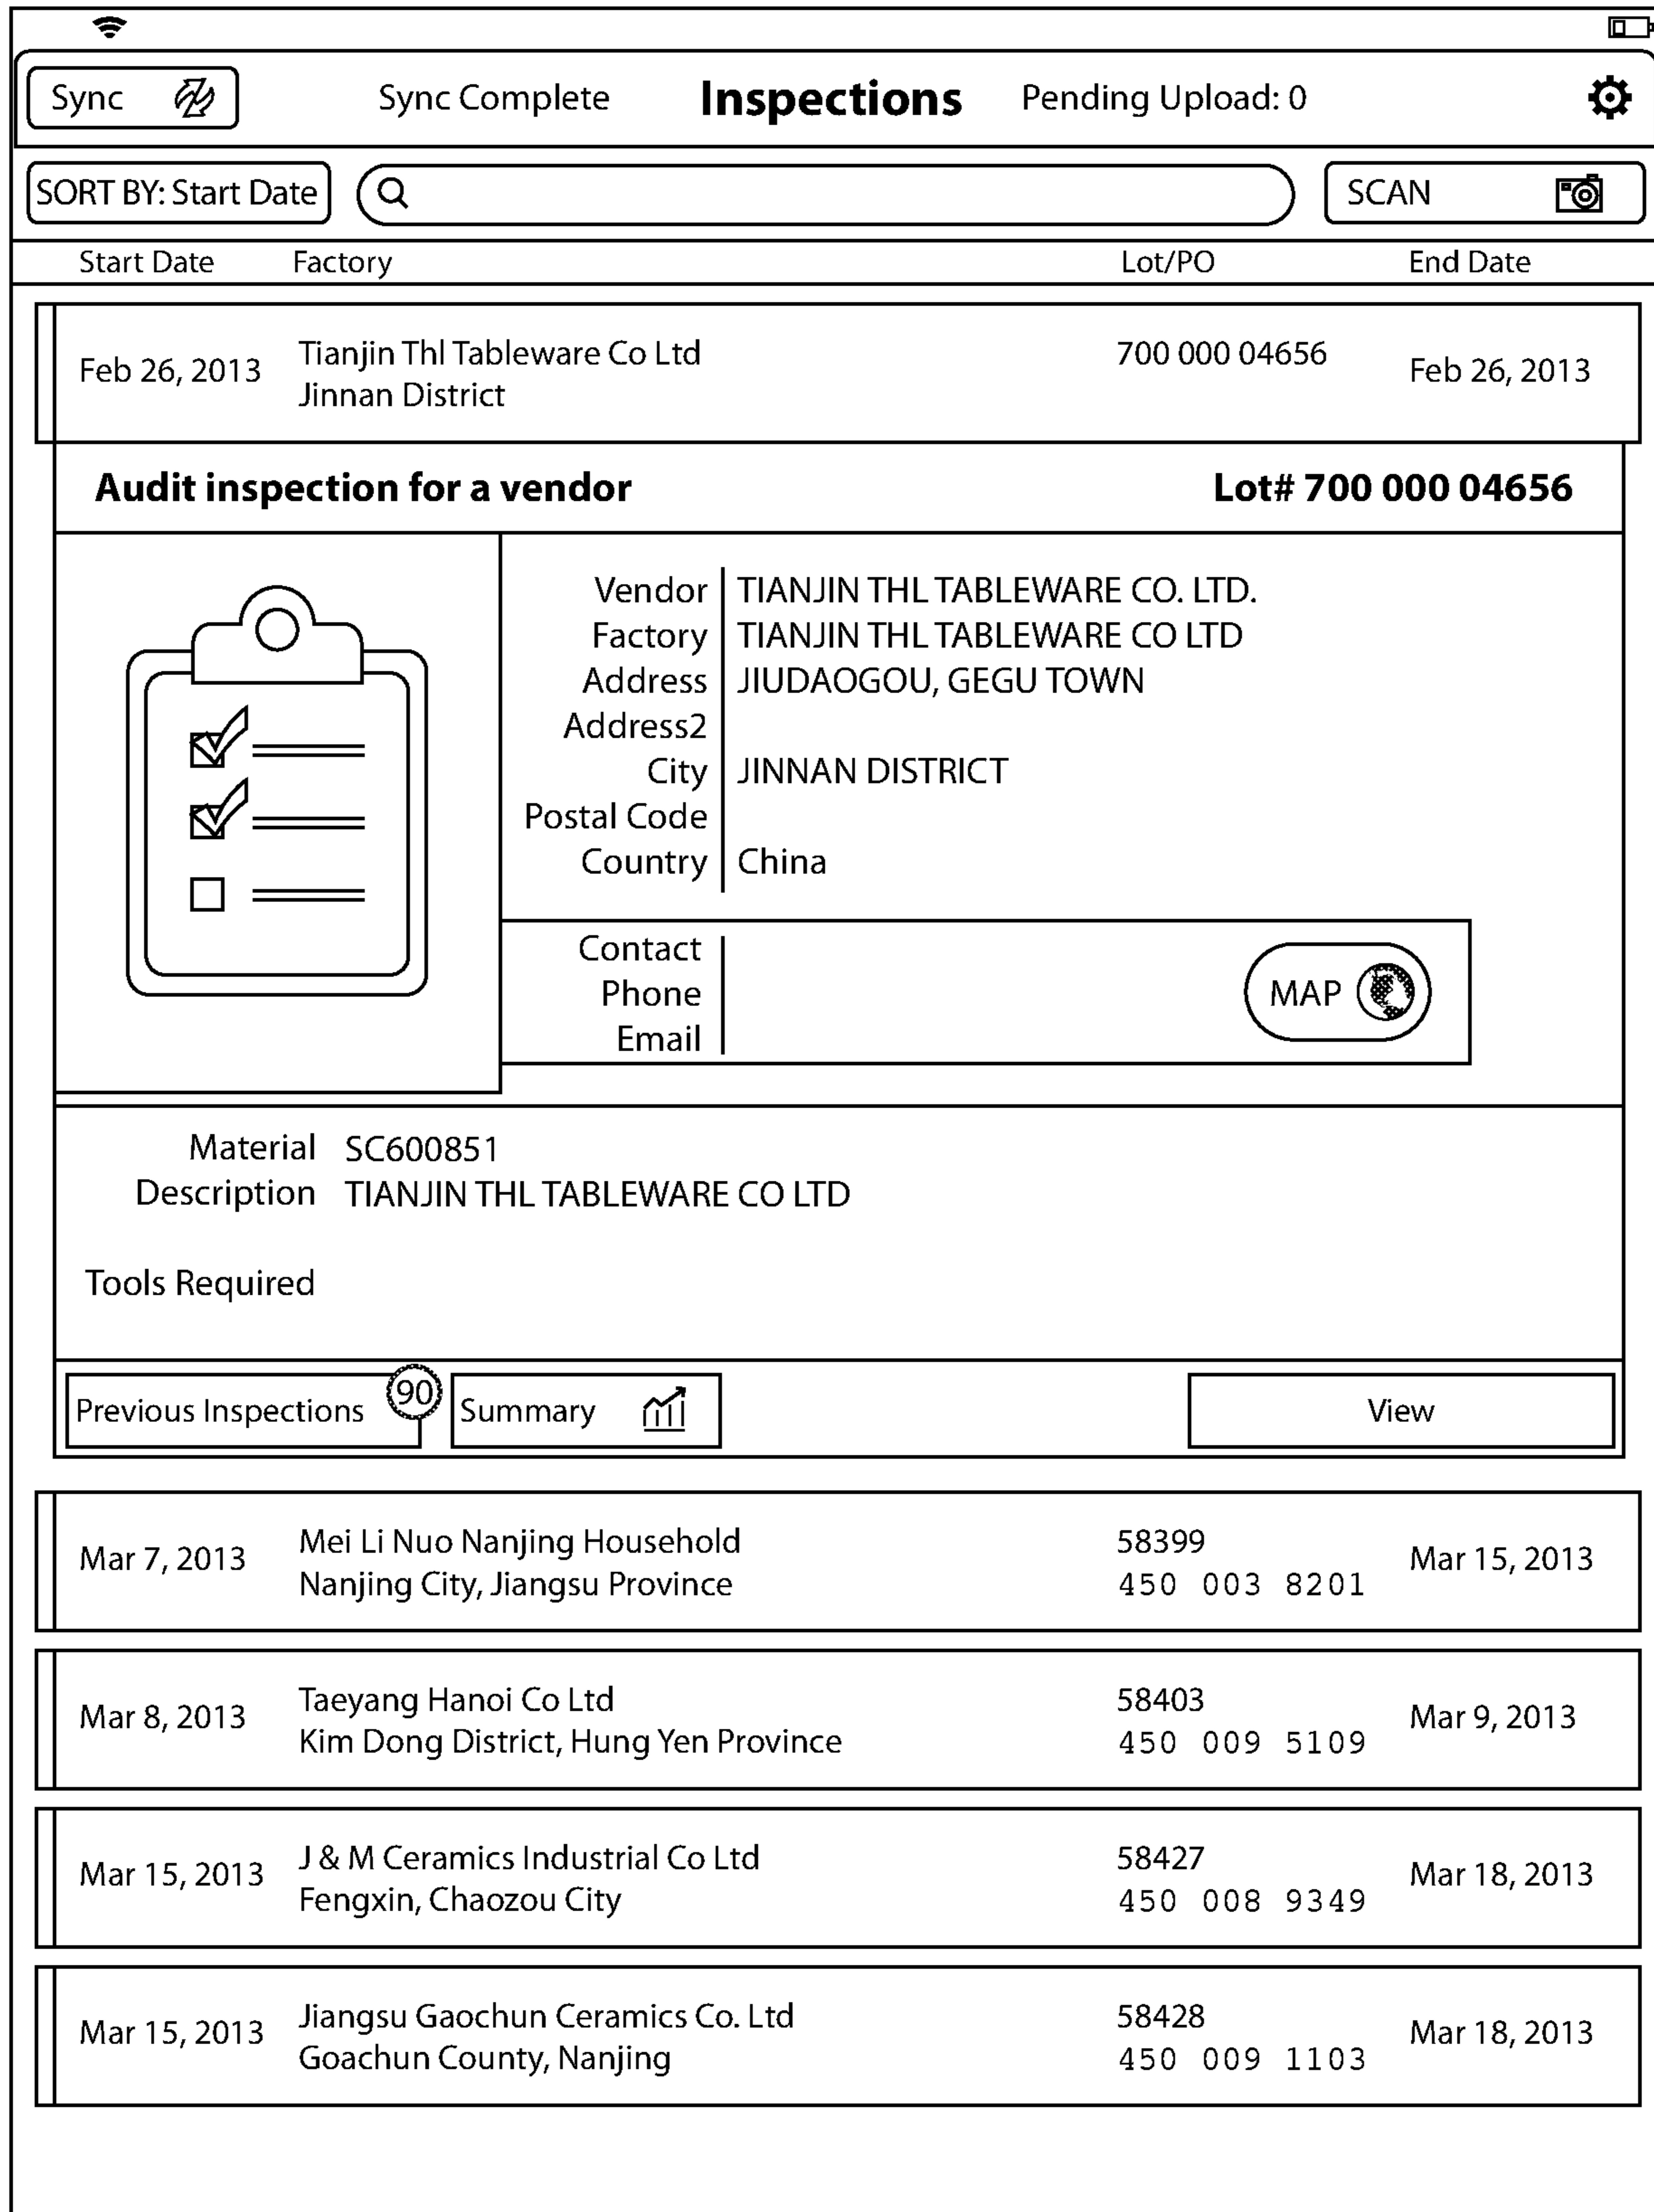 Sync Sync Complete Inspections Pending Upload: 0
SORT BY: Start Date SCAN
Start Date Factory Lot/PO End Date
Feb 26, 2013 Tianjin Thl Tableware Co Ltd 700 000 04656 Feb 26, 2013
Jinnan District
Audit inspection for a vendor Lot# 700 000 04656
Vendor TIANJIN THL TABLEWARE CO. LTD.
Factory TIANJIN THL TABLEWARE CO LTD
Address JIUDAOGOU, GEGU TOWN
Address2
City JINNAN DISTRICT
Postal Code
Country China
Contact
Phone MAP
Email
Material SC600851
Description TIANJIN THL TABLEWARE CO LTD
Tools Required
Previous Inspections 90 Summary View
Mar 7, 2013 Mei Li Nuo Nanjing Household 58399 Mar 15, 2013
Nanjing City, Jiangsu Province 450 003 8201
Mar 8, 2013 Taeyang Hanoi Co Ltd 58403 Mar 9, 2013
Kim Dong District, Hung Yen Province 450 009 5109
Mar 15, 2013 J & M Ceramics Industrial Co Ltd 58427 Mar 18, 2013
Fengxin, Chaozou City 450 008 9349
Mar 15, 2013 Jiangsu Gaochun Ceramics Co. Ltd 58428 Mar 18, 2013
Goachun County, Nanjing 450 009 1103